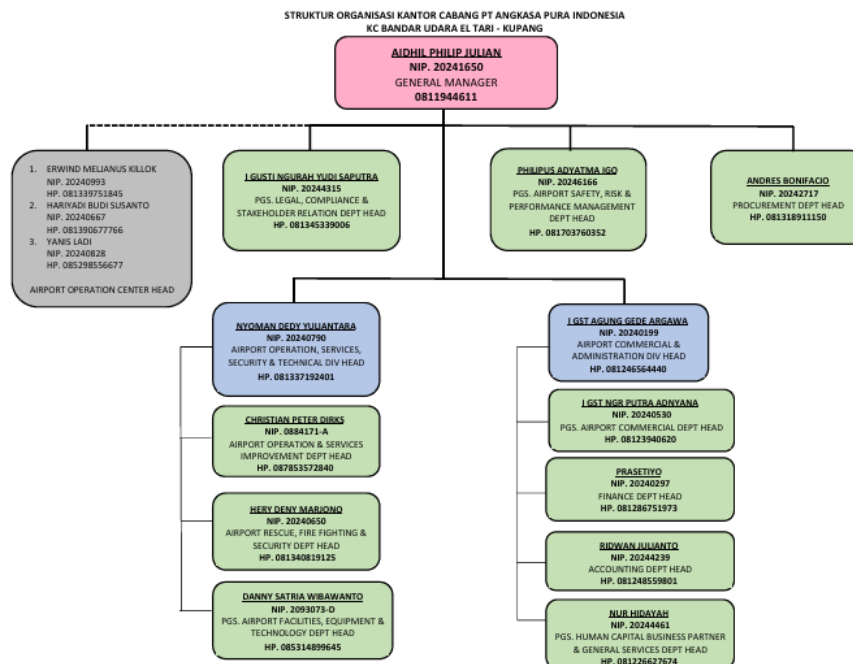 STRUKTUR ORGANISASI KANTOR CABANG PT ANGKASA PURA INDONESIA
KC BANDAR UDARA EL TARI - KUPANG
AIDHIL PHILIP JULIAN
NIP. 20241650
GENERAL MANAGER
0811944611
1. ERWIND MELIANUS KILLOK
NIP. 20240993
HP. 081339751845
2. HARIYADI BUDI SUSANTO
NIP. 20240667
HP. 081390677766
3. YANIS LADI
NIP. 20240828
HP. 085298556677
AIRPORT OPERATION CENTER HEAD
I GUSTI NGURAH YUDI SAPUTRA
NIP. 20244315
PGS. LEGAL, COMPLIANCE &
STAKEHOLDER RELATION DEPT HEAD
HP. 081345339006
PHILIPUS ADYATMA IGO
NIP. 20246166
PGS. AIRPORT SAFETY, RISK &
PERFORMANCE MANAGEMENT
DEPT HEAD
HP. 081703760352
ANDRES BONIFACIO
NIP. 20242717
PROCUREMENT DEPT HEAD
HP. 081318911150
NYOMAN DEDY YULIANTARA
NIP. 20240790
AIRPORT OPERATION, SERVICES,
SECURITY & TECHNICAL DIV HEAD
HP. 081337192401
CHRISTIAN PETER DIRKS
NIP. 0884171-A
AIRPORT OPERATION & SERVICES
IMPROVEMENT DEPT HEAD
HP. 087853572840
HERY DENY MARJONO
NIP. 20240650
AIRPORT RESCUE, FIRE FIGHTING &
SECURITY DEPT HEAD
HP. 081340819125
DANNY SATRIA WIBAWANTO
NIP. 2093073-D
PGS. AIRPORT FACILITIES, EQUIPMENT &
TECHNOLOGY DEPT HEAD
HP. 085314899645
I GST AGUNG GEDE ARGAWA
NIP. 20240199
AIRPORT COMMERCIAL &
ADMINISTRATION DIV HEAD
HP. 081246564440
I GST NGR PUTRA ADNYANA
NIP. 20240530
PGS. AIRPORT COMMERCIAL DEPT HEAD
HP. 08123940620
PRASETIYO
NIP. 20240297
FINANCE DEPT HEAD
HP. 081286751973
RIDWAN JULIANTO
NIP. 20244239
ACCOUNTING DEPT HEAD
HP. 081248559801
NUR HIDAYAH
NIP. 20244461
PGS. HUMAN CAPITAL BUSINESS PARTNER
& GENERAL SERVICES DEPT HEAD
HP. 081226627674